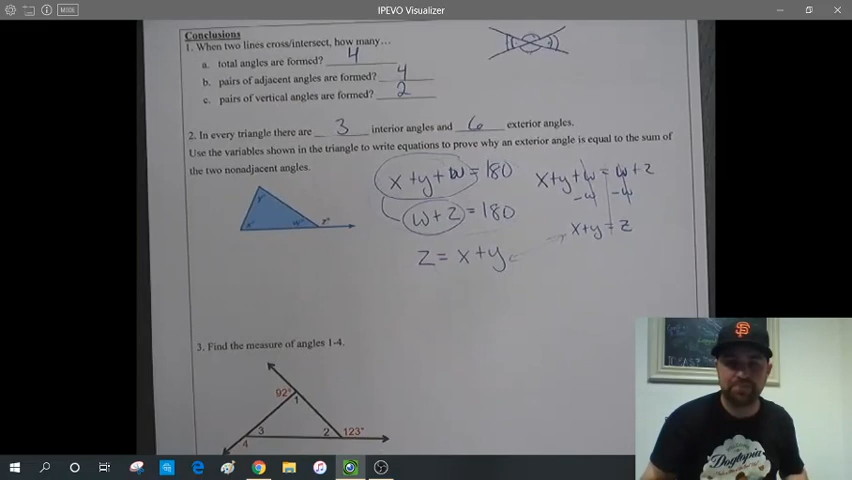 IPEVO Visualizer
MODE
Conclusions
1. When two lines cross/intersect, how many…
a. total angles are formed? 4
b. pairs of adjacent angles are formed? 4
c. pairs of vertical angles are formed? 2
2. In every triangle there are 3 interior angles and 6 exterior angles.
Use the variables shown in the triangle to write equations to prove why an exterior angle is equal to the sum of
the two nonadjacent angles.
x+y+w=180
w+z=180
z=x+y
x+y+w=w+z
-w -w
x+y=z
y°
x°
w°
z°
3. Find the measure of angles 1-4.
92°
1
3
2
123°
4
SF
Dogtopia